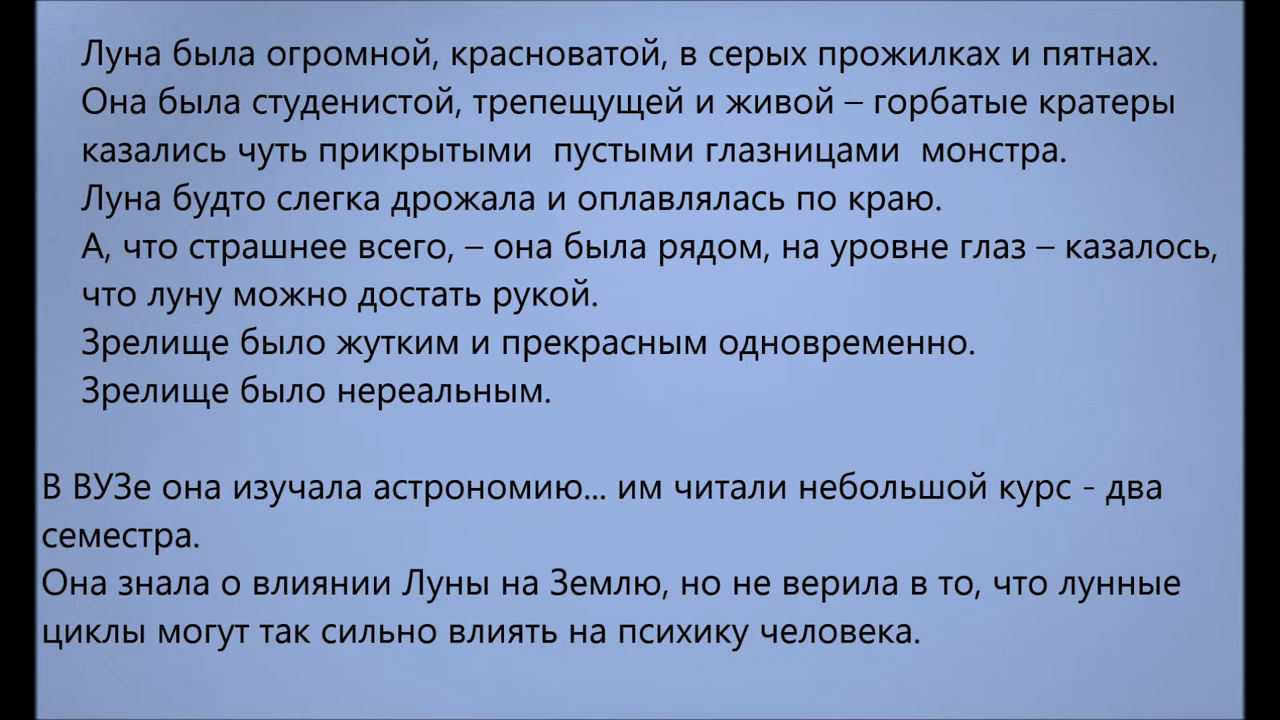 Луна была огромной, красноватой, в серых прожилках и пятнах.
Она была студенистой, трепещущей и живой – горбатые кратеры
казались чуть прикрытыми пустыми глазницами монстра.
Луна будто слегка дрожала и оплавлялась по краю.
А, что страшнее всего, – она была рядом, на уровне глаз – казалось,
что луну можно достать рукой.
Зрелище было жутким и прекрасным одновременно.
Зрелище было нереальным.
В ВУЗе она изучала астрономию... им читали небольшой курс - два
семестра.
Она знала о влиянии Луны на Землю, но не верила в то, что лунные
циклы могут так сильно влиять на психику человека.